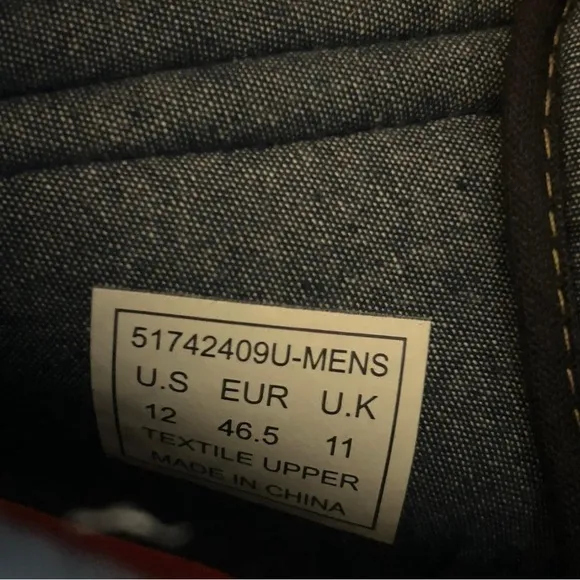 51742409U-MENS
U.S EUR U.K
12 46.5 11
TEXTILE UPPER
MADE IN CHINA